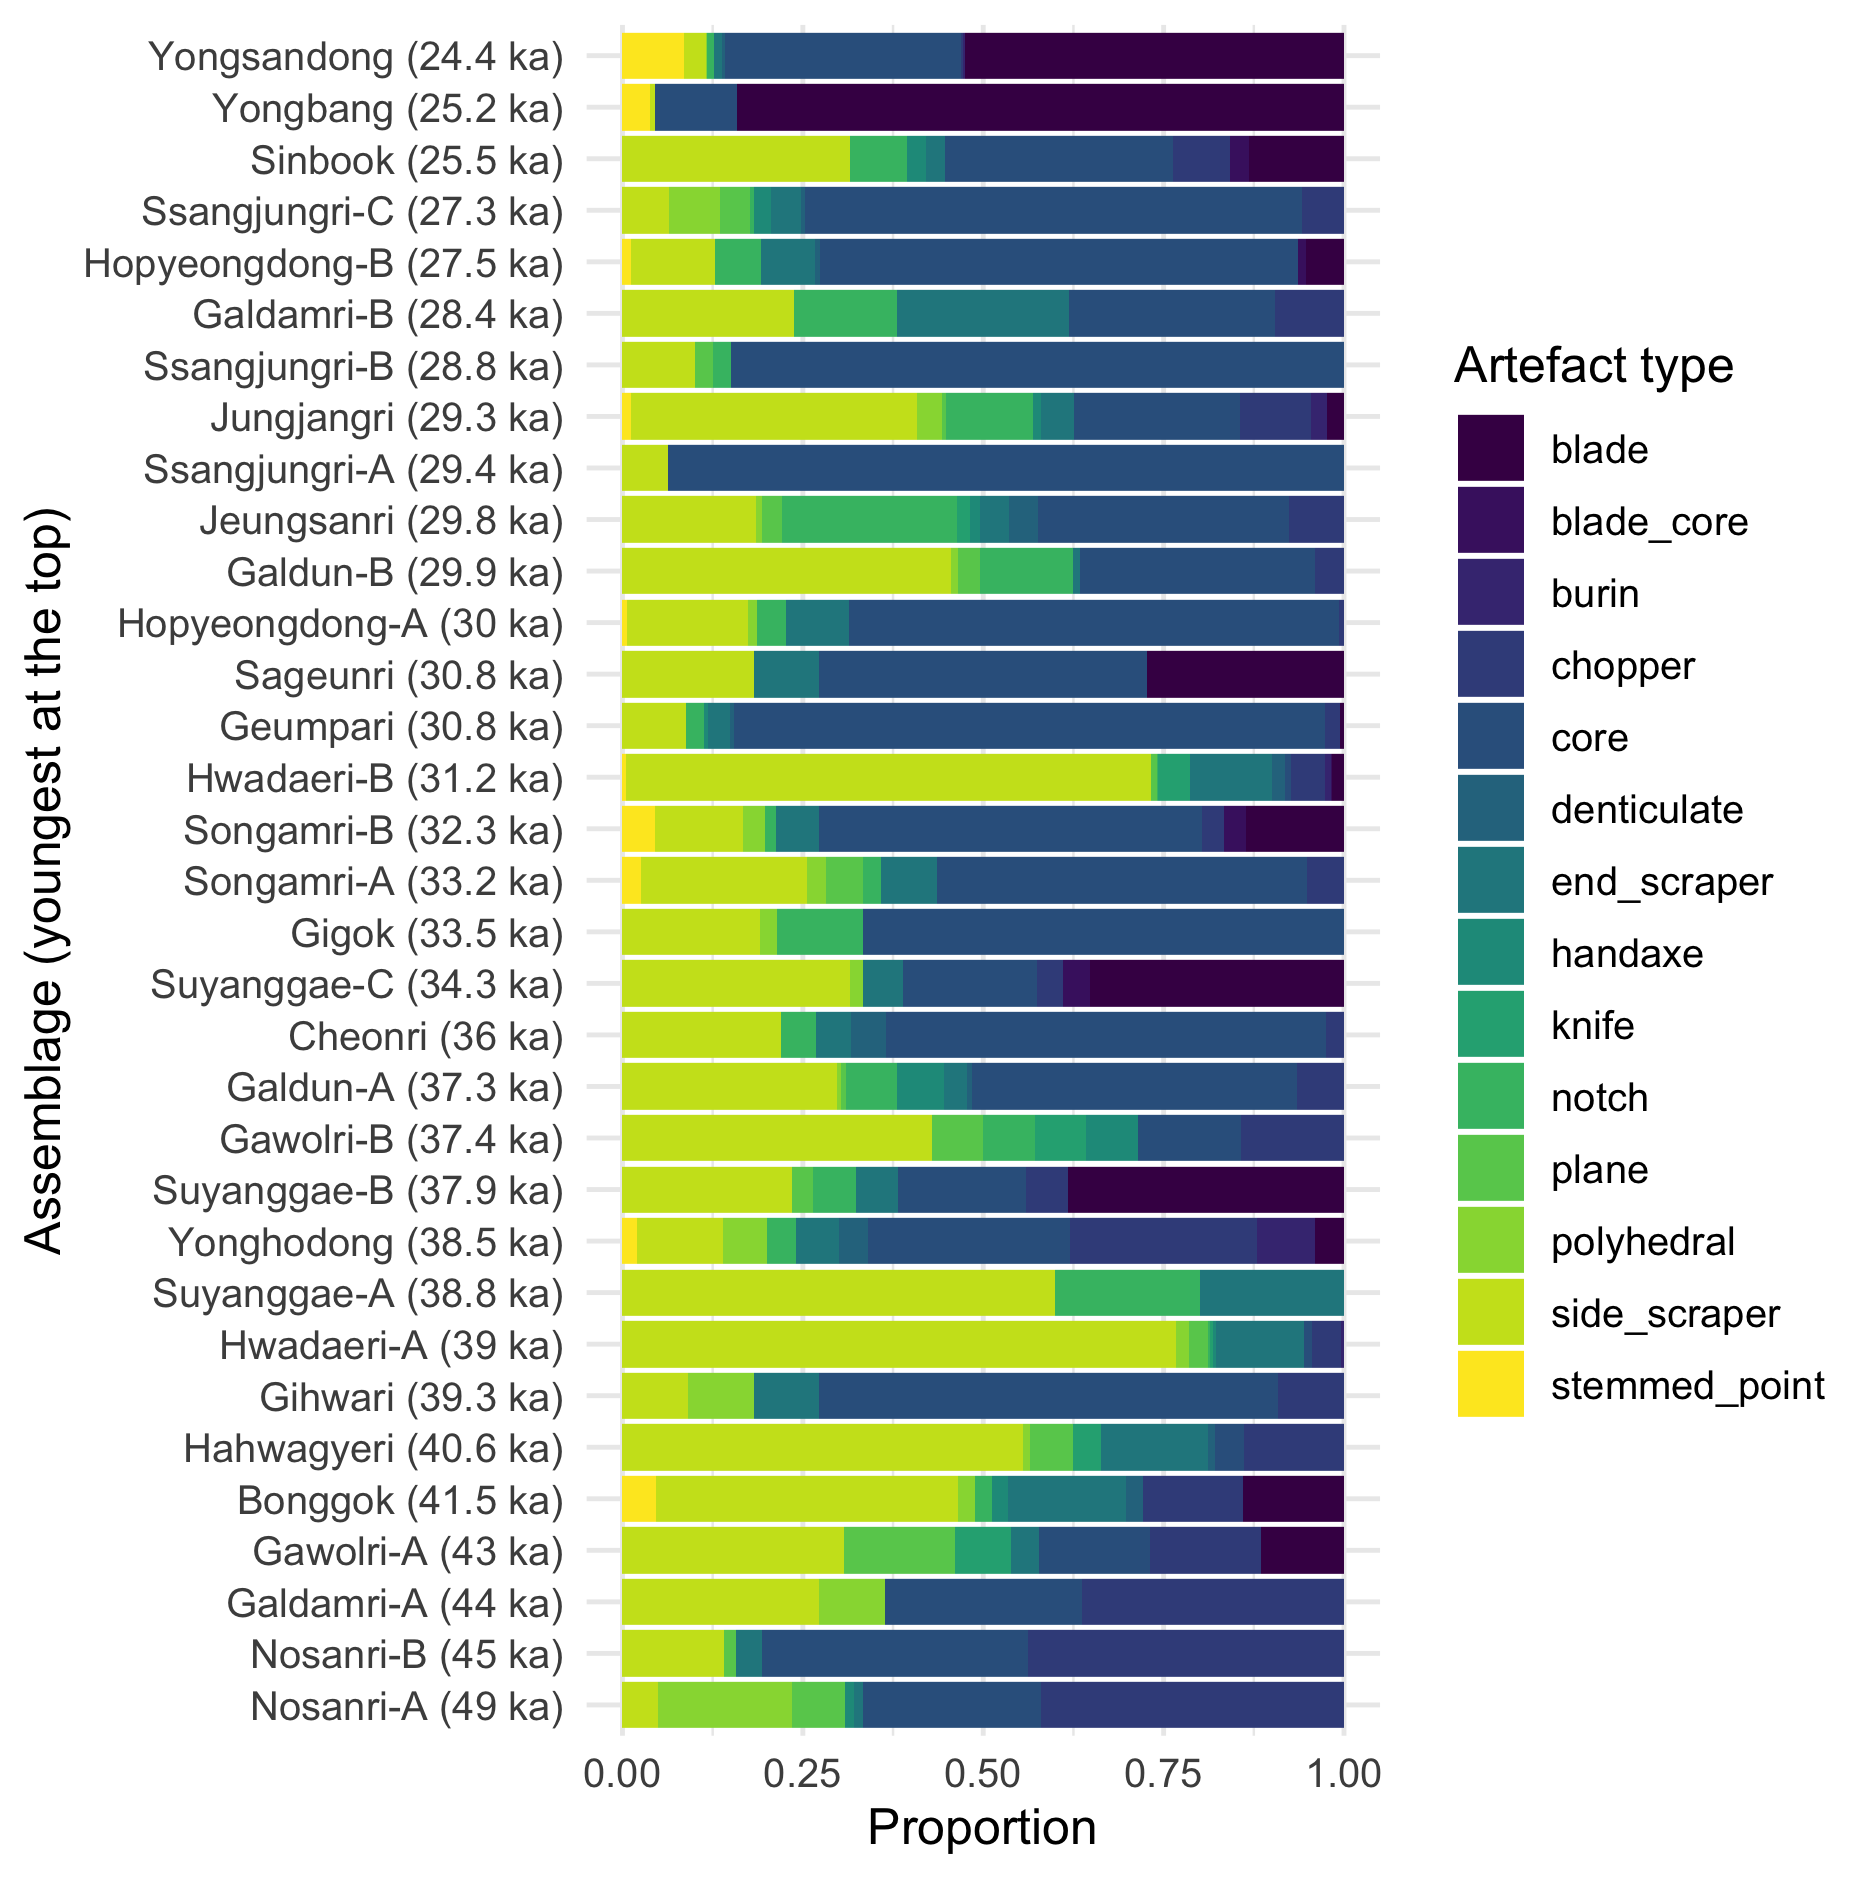 Yongsandong (24.4 ka)
Yongbang (25.2 ka)
Sinbook (25.5 ka)
Ssangjungri-C (27.3 ka)
Hopyeongdong-B (27.5 ka)
Galdamri-B (28.4 ka)
Ssangjungri-B (28.8 ka)
Jungjangri (29.3 ka)
Ssangjungri-A (29.4 ka)
Jeungsanri (29.8 ka)
Galdun-B (29.9 ka)
Hopyeongdong-A (30 ka)
Sageunri (30.8 ka)
Geumpari (30.8 ka)
Hwadaeri-B (31.2 ka)
Songamri-B (32.3 ka)
Songamri-A (33.2 ka)
Gigok (33.5 ka)
Suyanggae-C (34.3 ka)
Cheonri (36 ka)
Galdun-A (37.3 ka)
Gawolri-B (37.4 ka)
Suyanggae-B (37.9 ka)
Yonghodong (38.5 ka)
Suyanggae-A (38.8 ka)
Hwadaeri-A (39 ka)
Gihwari (39.3 ka)
Hahwagyeri (40.6 ka)
Bonggok (41.5 ka)
Gawolri-A (43 ka)
Galdamri-A (44 ka)
Nosanri-B (45 ka)
Nosanri-A (49 ka)
Assemblage (youngest at the top)
0.00 0.25 0.50 0.75 1.00
Proportion
Artefact type
blade
blade_core
burin
chopper
core
denticulate
end_scraper
handaxe
knife
notch
plane
polyhedral
side_scraper
stemmed_point